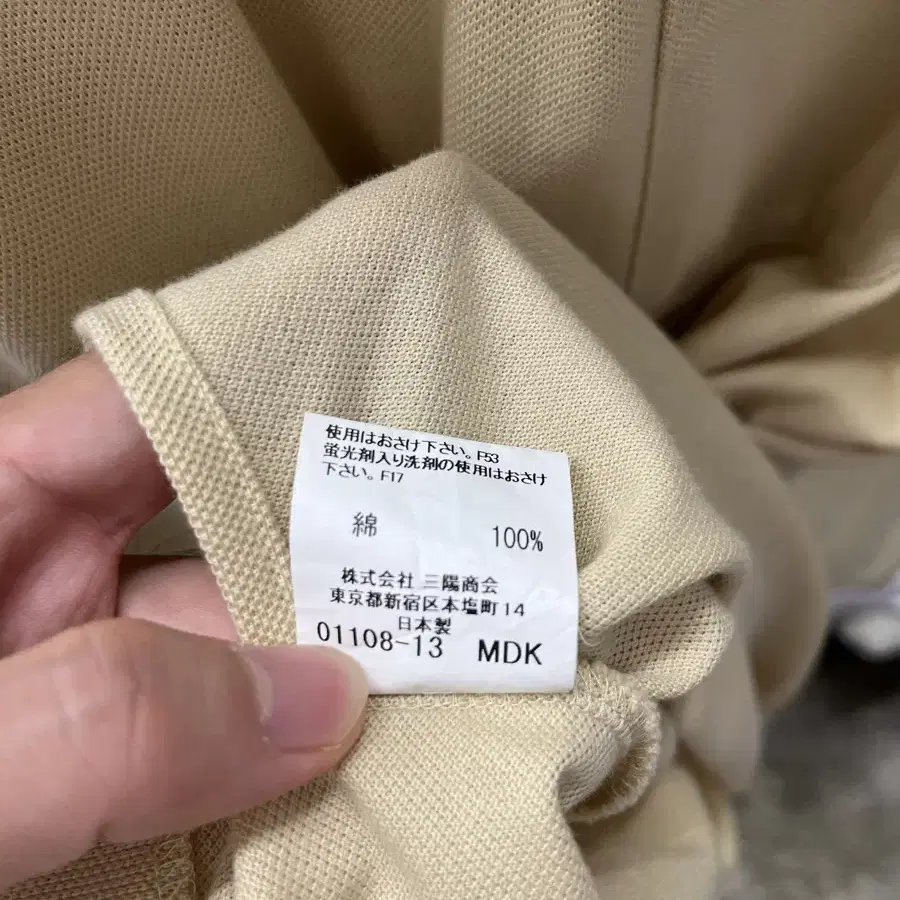 使用はおさけ下さい。F53
蛍光剤入り洗剤の使用はおさけ
下さい。F17
綿 100%
株式会社 三陽商会
東京都新宿区本塩町14
日本製
01108-13 MDK